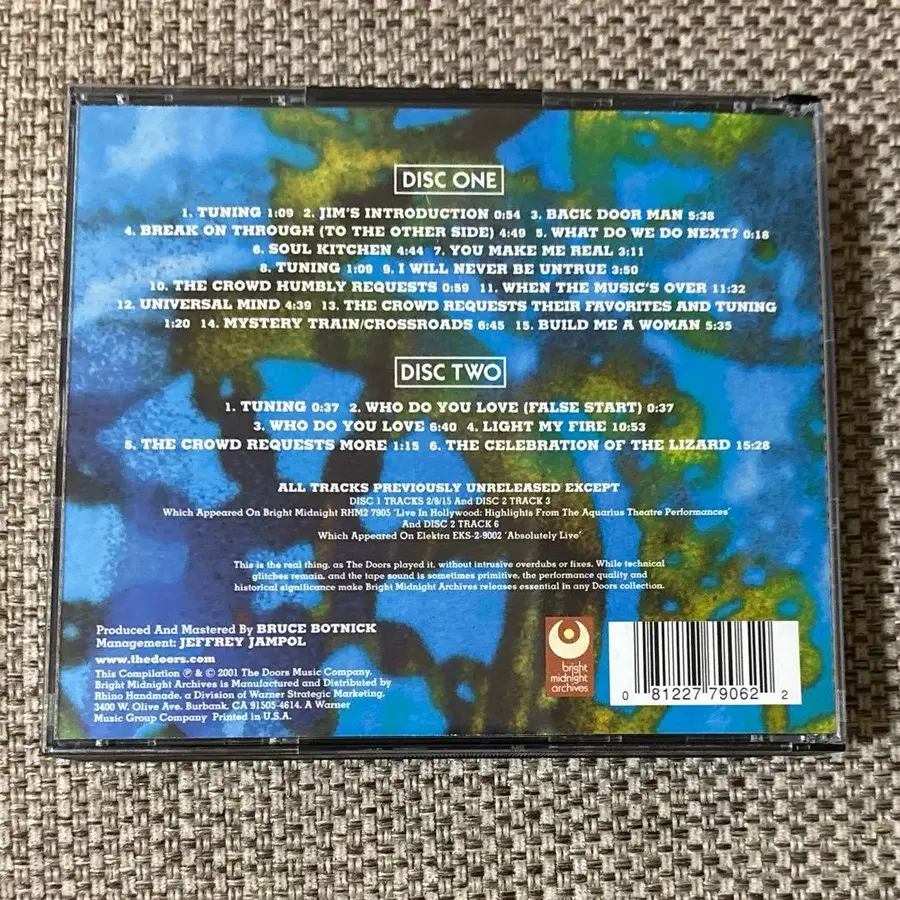 DISC ONE
1. TUNING 1:09 2. JIM'S INTRODUCTION 0:54 3. BACK DOOR MAN 5:38
4. BREAK ON THROUGH (TO THE OTHER SIDE) 4:49 5. WHAT DO WE DO NEXT? 0:18
6. SOUL KITCHEN 4:44 7. YOU MAKE ME REAL 3:11
8. TUNING 1:09 9. I WILL NEVER BE UNTRUE 3:50
10. THE CROWD HUMBLY REQUESTS 0:59 11. WHEN THE MUSIC'S OVER 11:32
12. UNIVERSAL MIND 4:39 13. THE CROWD REQUESTS THEIR FAVORITES AND TUNING
1:20 14. MYSTERY TRAIN/CROSSROADS 6:45 15. BUILD ME A WOMAN 5:35
DISC TWO
1. TUNING 0:37 2. WHO DO YOU LOVE (FALSE START) 0:37
3. WHO DO YOU LOVE 6:40 4. LIGHT MY FIRE 10:53
5. THE CROWD REQUESTS MORE 1:15 6. THE CELEBRATION OF THE LIZARD 15:28
ALL TRACKS PREVIOUSLY UNRELEASED EXCEPT
DISC 1 TRACKS 2/9/15 And DISC 2 TRACK 3
Which Appeared On Bright Midnight RHM2 7905 'Live In Hollywood: Highlights From The Aquarius Theatre Performances'
And DISC 2 TRACK 6
Which Appeared On Elektra EKS-2-9002 'Absolutely Live'
This is the real thing, as The Doors played it, without intrusive overdubs or fixes. While technical
glitches remain, and the tape sound is sometimes primitive, the performance quality and
historical significance make Bright Midnight Archives releases essential in any Doors collection.
Produced And Mastered By BRUCE BOTNICK
Management: JEFFREY JAMPOL
www.thedoors.com
This Compilation ℗ & © 2001 The Doors Music Company.
Bright Midnight Archives is Manufactured and Distributed by
Rhino Handmade, a Division of Warner Strategic Marketing,
3400 W. Olive Ave. Burbank, CA 91505-4614. A Warner
Music Group Company Printed in U.S.A.
bright
midnight
archives
0 81227 79062 2